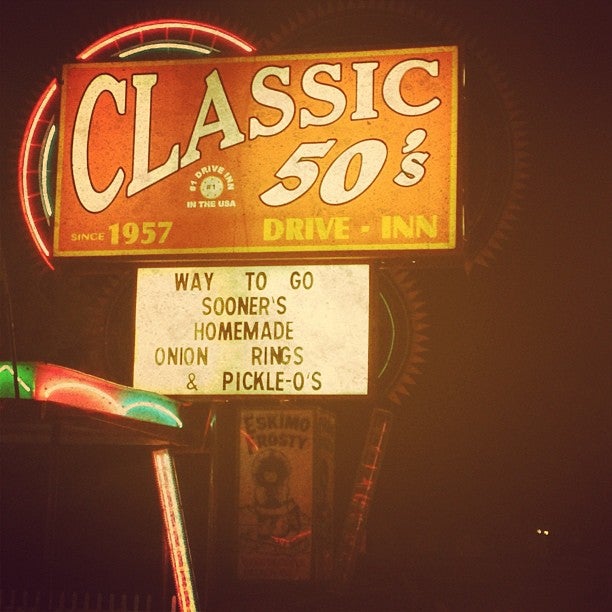 CLASSIC
50's
#1 DRIVE INN
#1
IN THE USA
SINCE 1957
DRIVE - INN
WAY TO GO
SOONER'S
HOMEMADE
ONION RINGS
& PICKLE-O'S
ESKIMO
FROSTY